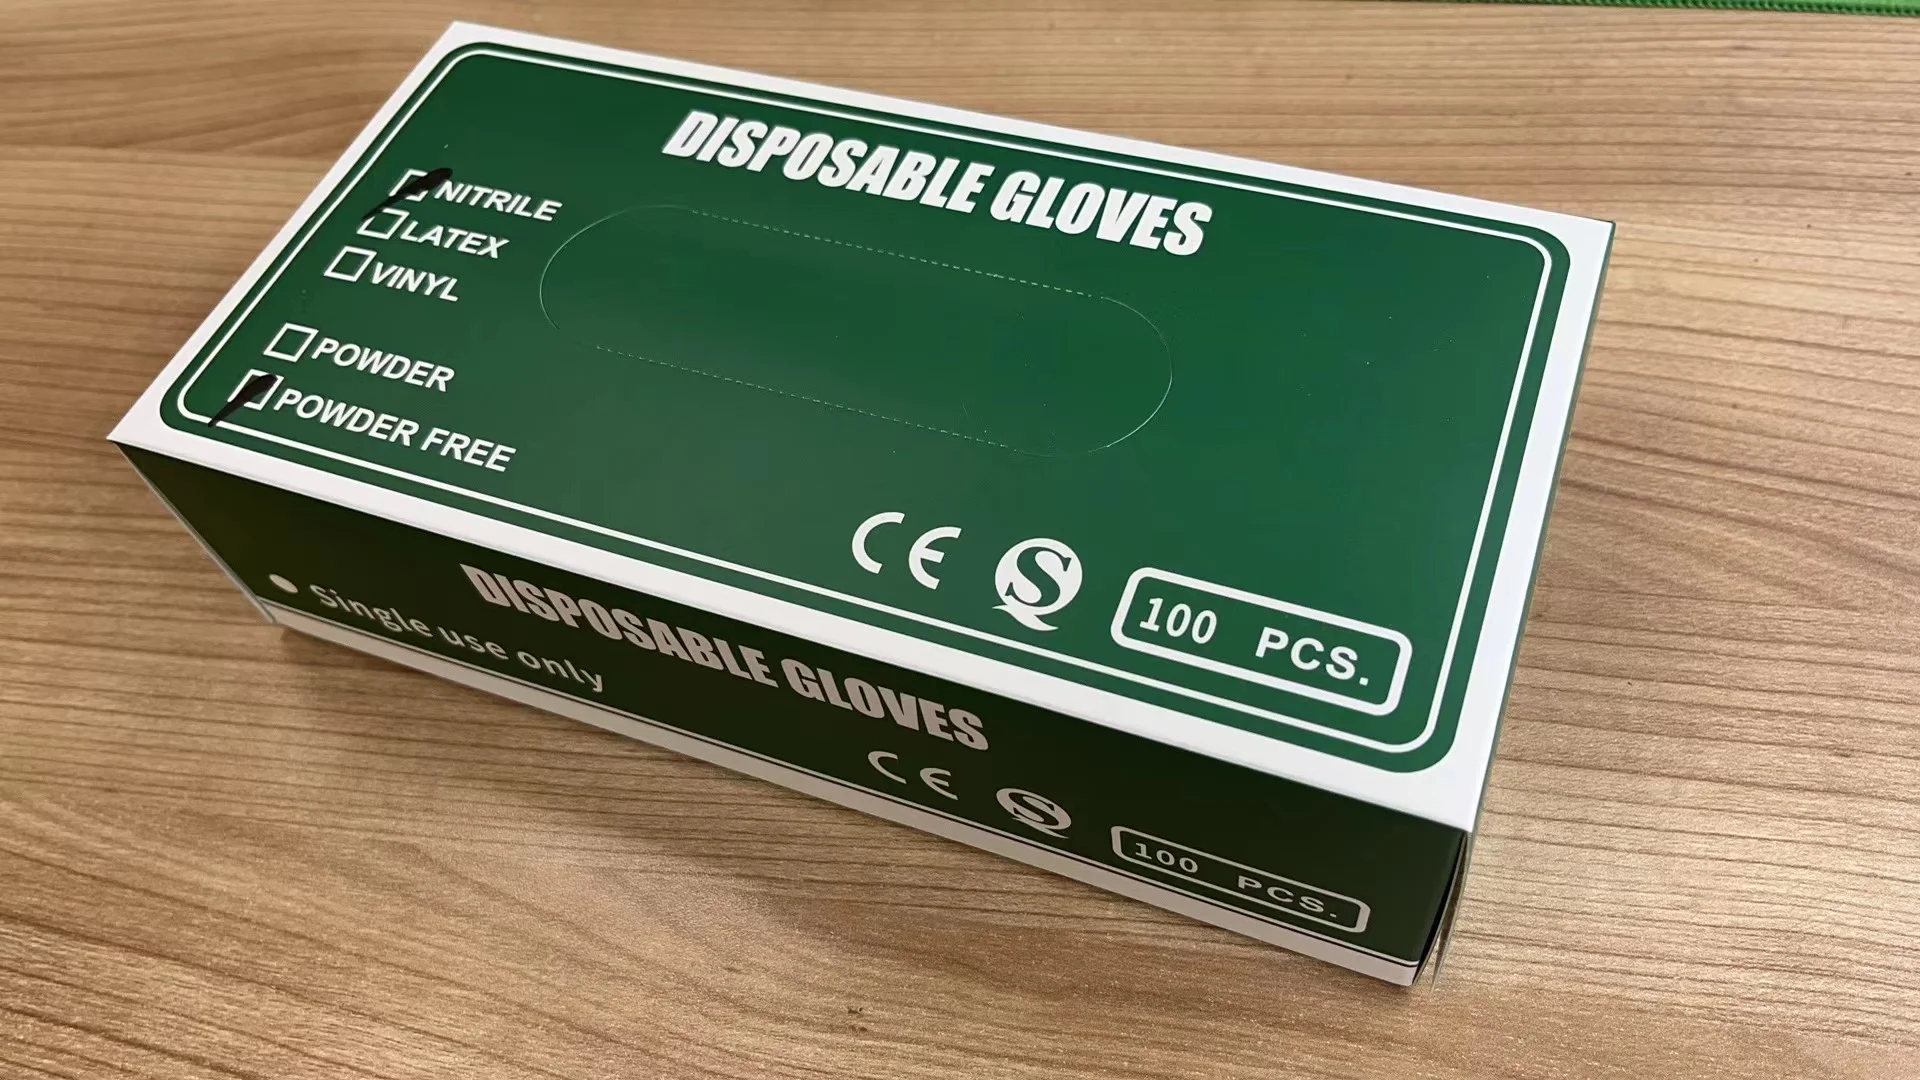 DISPOSABLE GLOVES
NITRILE
LATEX
VINYL
POWDER
POWDER FREE
CE S
100 PCS.
DISPOSABLE GLOVES
Single use only
CE S
100 PCS.